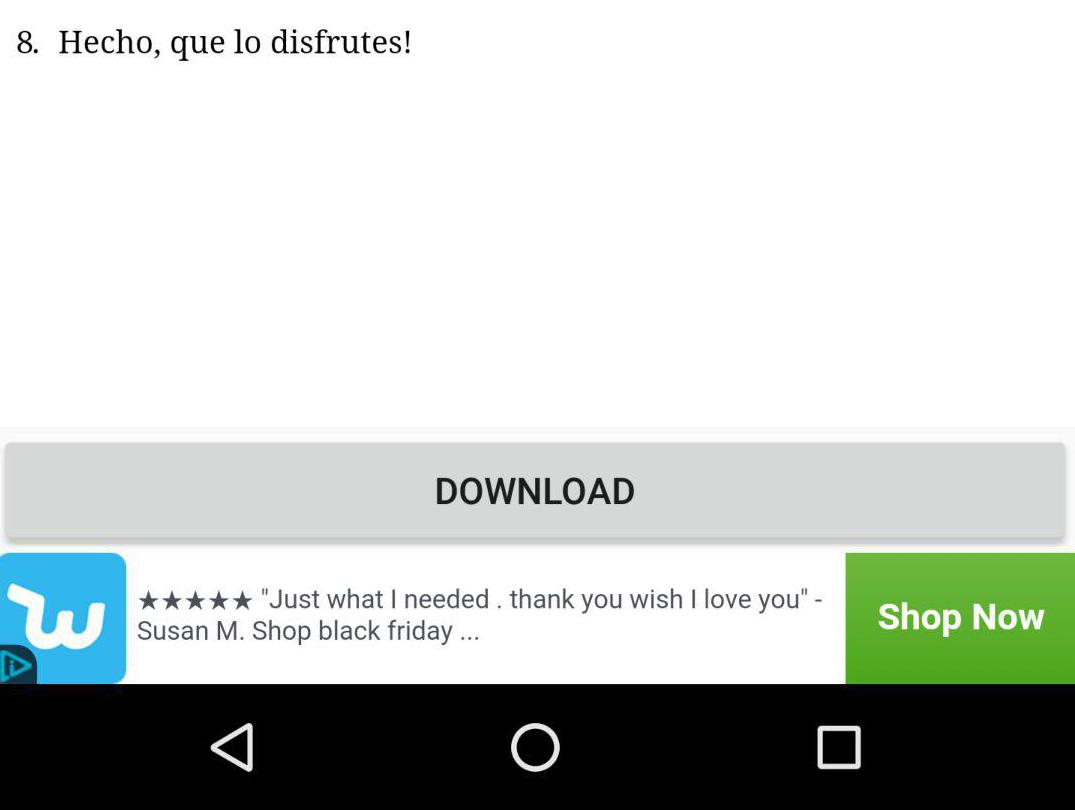 8. Hecho, que lo disfrutes!
DOWNLOAD
★★★★★ "Just what I needed . thank you wish I love you" -
Susan M. Shop black friday ...
Shop Now